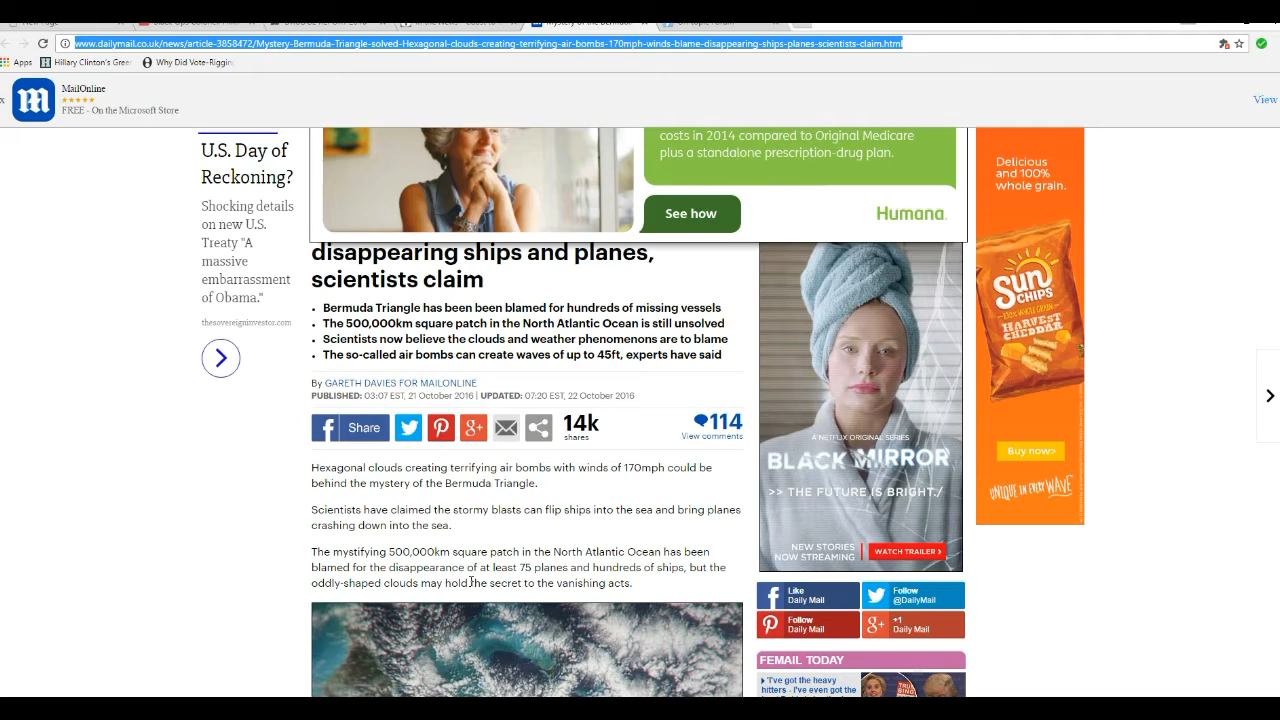 www.dailymail.co.uk/news/article-3858472/Mystery-Bermuda-Triangle-solved-Hexagonal-clouds-creating-terrifying-air-bombs-170mph-winds-blame-disappearing-ships-planes-scientists-claim.html
Apps
Hillary Clinton's Gree
Why Did Vote-Riggin
x
MailOnline
FREE - On the Microsoft Store
View
U.S. Day of
Reckoning?
Shocking details
on new U.S.
Treaty "A
massive
embarrassment
of Obama."
thesovereigninvestor.com
costs in 2014 compared to Original Medicare
plus a standalone prescription-drug plan.
See how
Humana.
disappearing ships and planes,
scientists claim
• Bermuda Triangle has been been blamed for hundreds of missing vessels
• The 500,000km square patch in the North Atlantic Ocean is still unsolved
• Scientists now believe the clouds and weather phenomenons are to blame
• The so-called air bombs can create waves of up to 45ft, experts have said
By GARETH DAVIES FOR MAILONLINE
PUBLISHED: 03:07 EST, 21 October 2016 | UPDATED: 07:20 EST, 22 October 2016
Share
14k
shares
114
View comments
Hexagonal clouds creating terrifying air bombs with winds of 170mph could be
behind the mystery of the Bermuda Triangle.
Scientists have claimed the stormy blasts can flip ships into the sea and bring planes
crashing down into the sea.
The mystifying 500,000km square patch in the North Atlantic Ocean has been
blamed for the disappearance of at least 75 planes and hundreds of ships, but the
oddly-shaped clouds may hold the secret to the vanishing acts.
A NETFLIX ORIGINAL SERIES
BLACK MIRROR
>> THE FUTURE IS BRIGHT./
NEW STORIES
NOW STREAMING
WATCH TRAILER >
Like
Daily Mail
Follow
@DailyMail
Follow
Daily Mail
+1
Daily Mail
FEMAIL TODAY
'I've got the heavy
hitters - I've even got the
Delicious
and 100%
whole grain.
Sun
CHIPS
HARVEST
CHEDDAR
Buy now>
UNIQUE IN EVERY WAVE